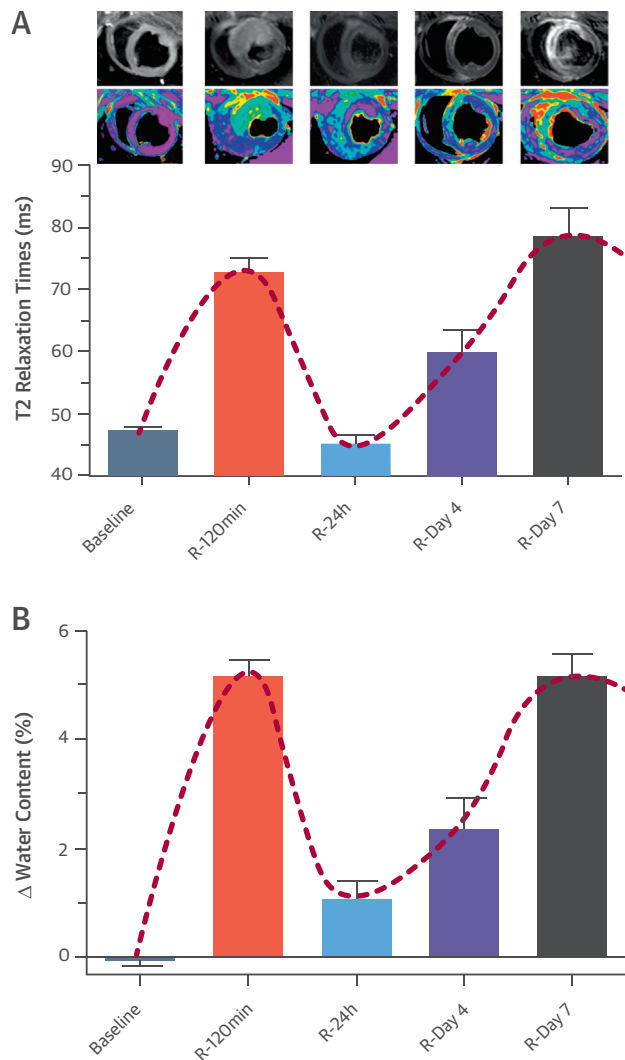 A
T2 Relaxation Times (ms)
90
80
70
60
50
40
Baseline
R-120min
R-24h
R-Day 4
R-Day 7
B
Δ Water Content (%)
6
4
2
0
Baseline
R-120min
R-24h
R-Day 4
R-Day 7